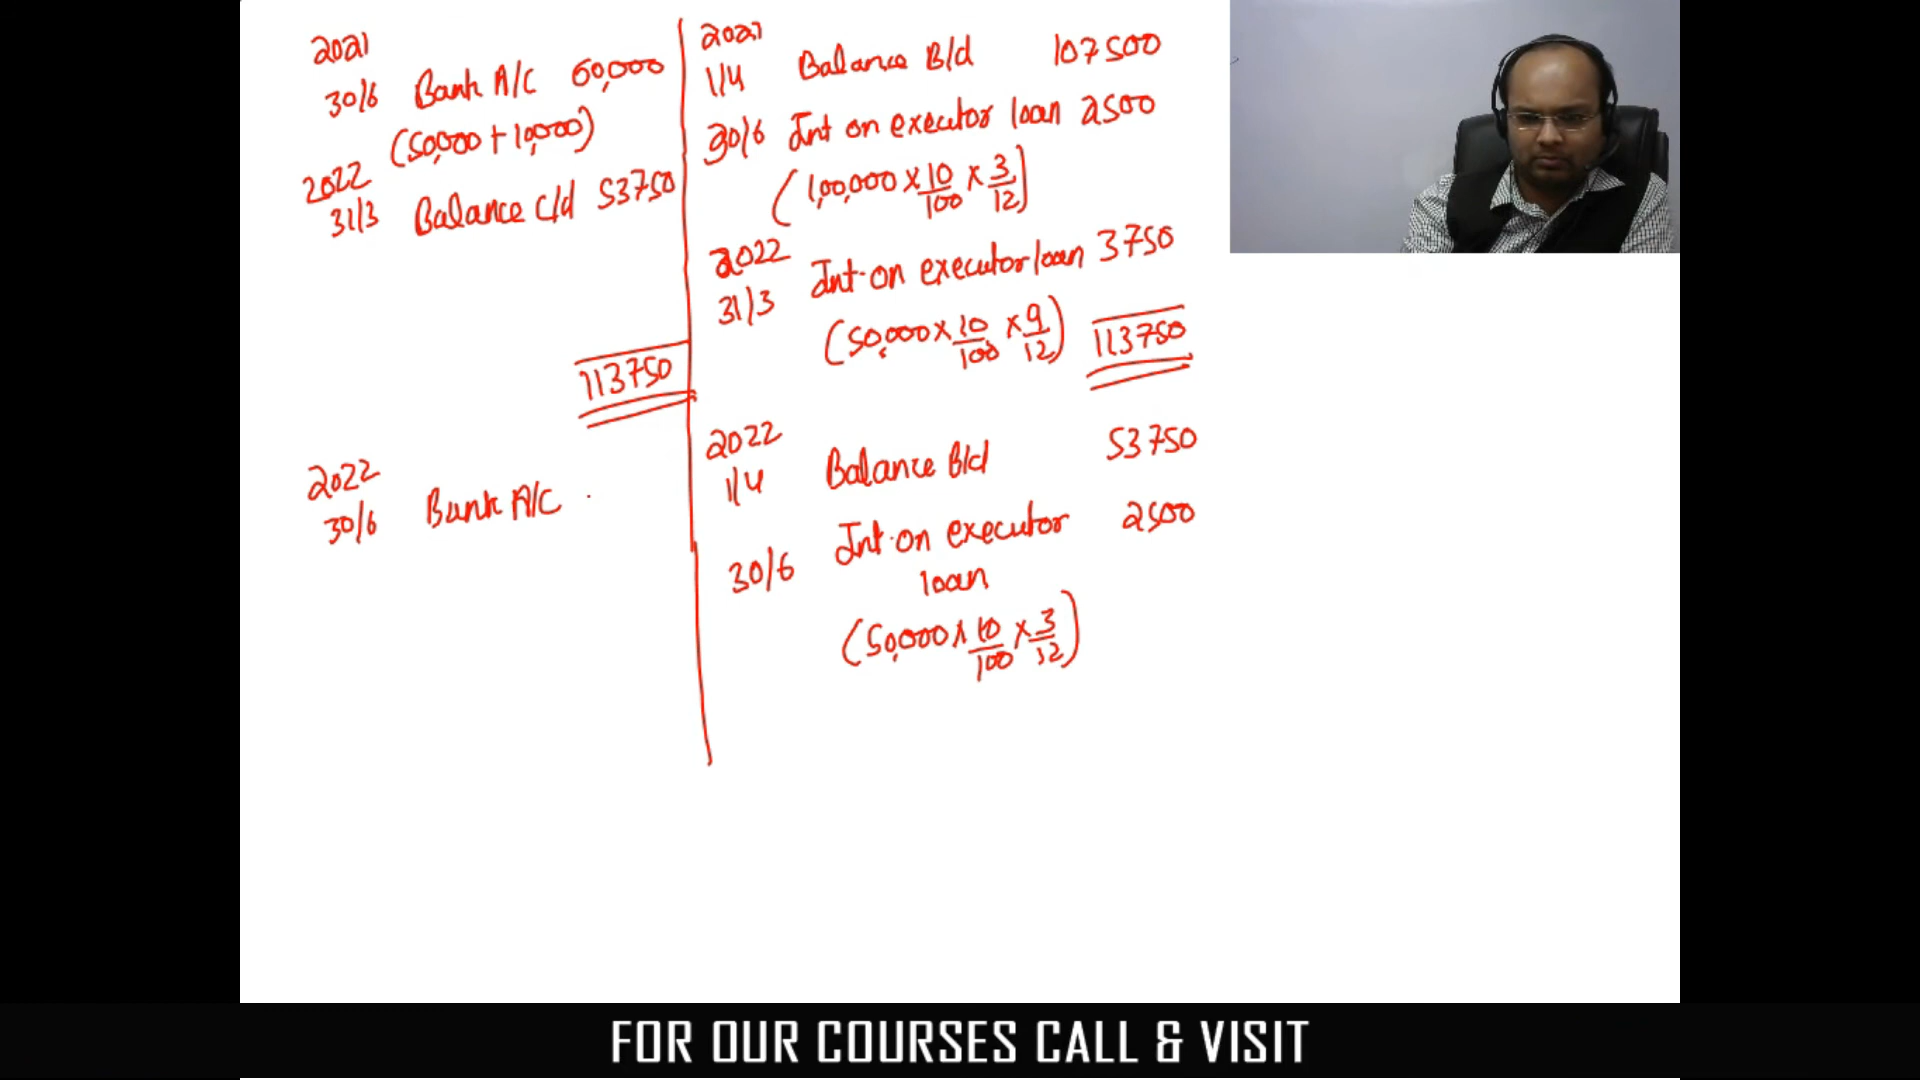 2021
30/6 Bank A/C 60,000
(50,000 + 10,000)
2022
31/3 Balance c/d 53750
113750
2022
30/6 Bank A/C
2021
1/4 Balance B/d 107500
30/6 Int on executor loan 2500
(1,00,000 × 10/100 × 3/12)
2022
31/3 Int. on executor loan 3750
(50,000 × 10/100 × 9/12)
113750
2022
1/4 Balance B/d 53750
30/6 Int. on executor 2500
loan
(50,000 × 10/100 × 3/12)
FOR OUR COURSES CALL & VISIT